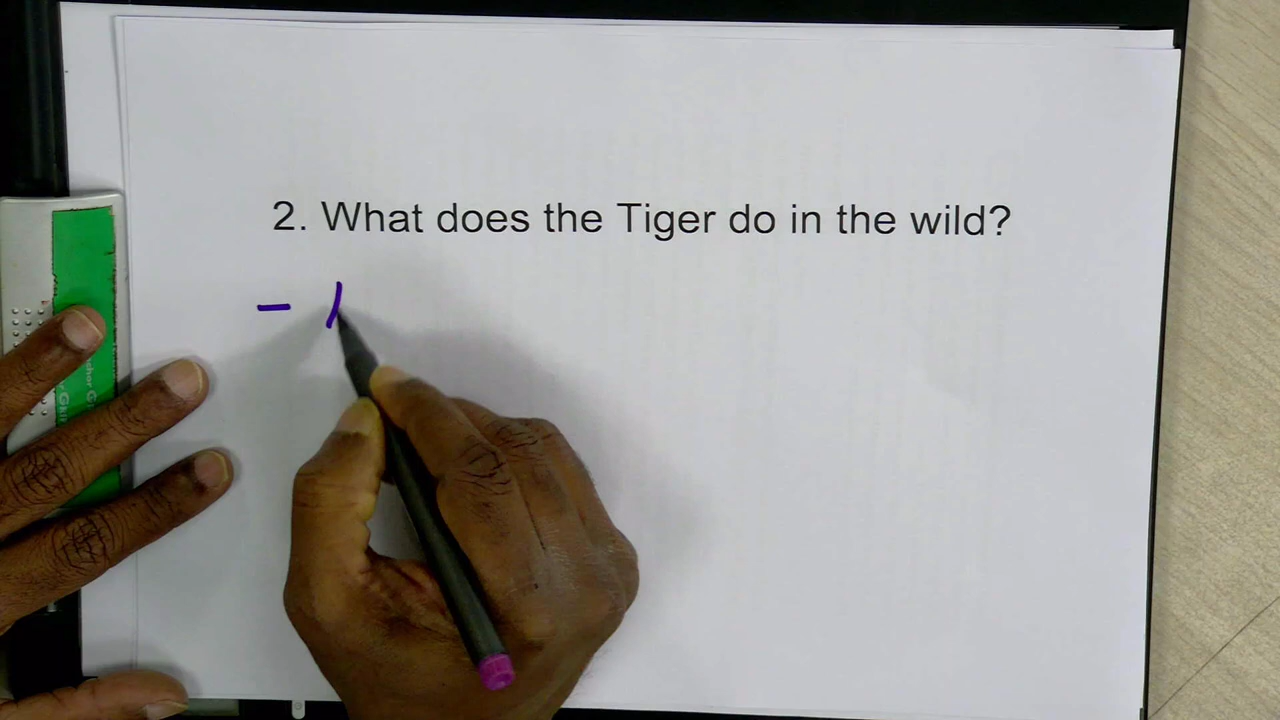 2. What does the Tiger do in the wild?
-